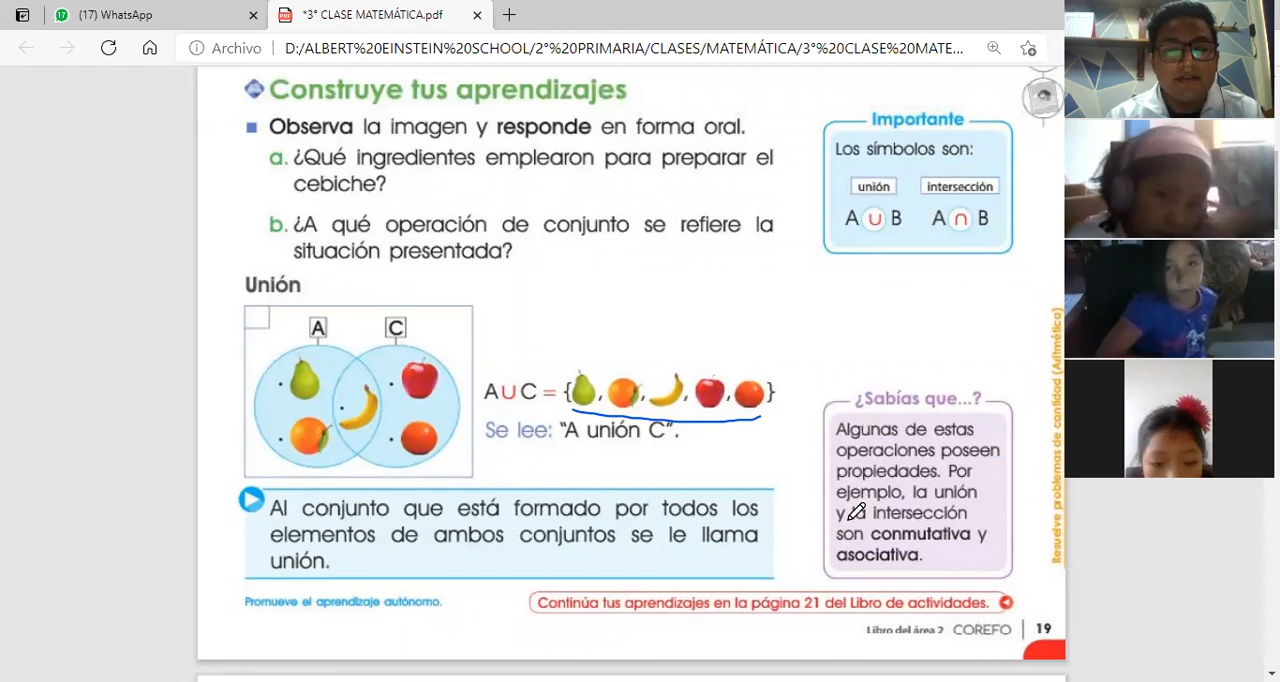 (17) WhatsApp
*3° CLASE MATEMÁTICA.pdf
Archivo
D:/ALBERT%20EINSTEIN%20SCHOOL/2°%20PRIMARIA/CLASES/MATEMÁTICA/3°%20CLASE%20MATE...
Construye tus aprendizajes
Observa la imagen y responde en forma oral.
a. ¿Qué ingredientes emplearon para preparar el
cebiche?
b. ¿A qué operación de conjunto se refiere la
situación presentada?
Importante
Los símbolos son:
unión intersección
A ∪ B A ∩ B
Unión
A C
A ∪ C = { , , , , }
Se lee: “A unión C”.
Al conjunto que está formado por todos los
elementos de ambos conjuntos se le llama
unión.
¿Sabías que...?
Algunas de estas
operaciones poseen
propiedades. Por
ejemplo, la unión
y la intersección
son conmutativa y
asociativa.
Resuelve problemas de cantidad (Aritmética)
Promueve el aprendizaje autónomo.
Continúa tus aprendizajes en la página 21 del Libro de actividades.
Libro del área 2 COREFO 19